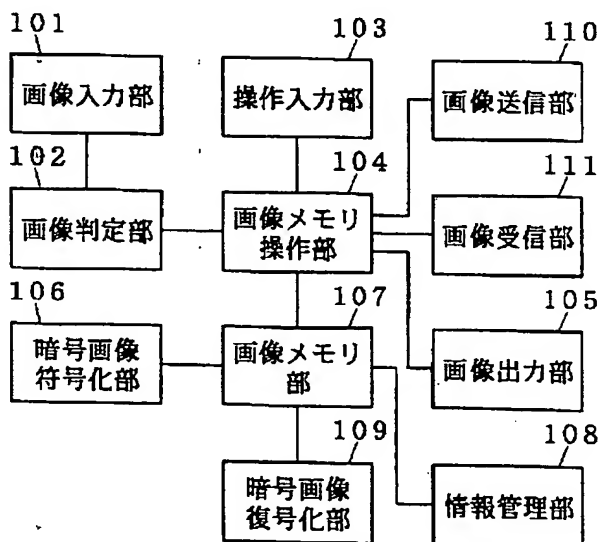 101
画像入力部
103
操作入力部
110
画像送信部
102
画像判定部
104
画像メモリ
操作部
111
画像受信部
106
暗号画像
符号化部
107
画像メモリ
部
105
画像出力部
109
暗号画像
復号化部
108
情報管理部